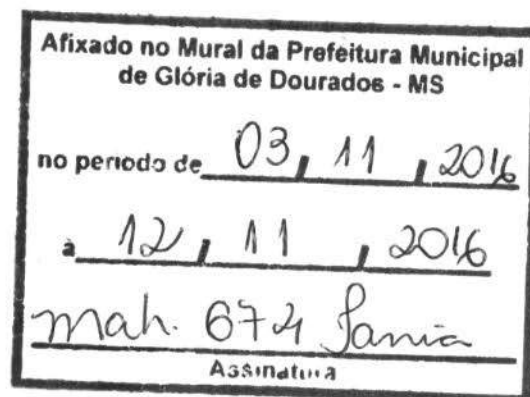 Afixado no Mural da Prefeitura Municipal
de Glória de Dourados - MS
no periodo de 03, 11, 2016
a 12, 11, 2016
mah. 674
Assinatura